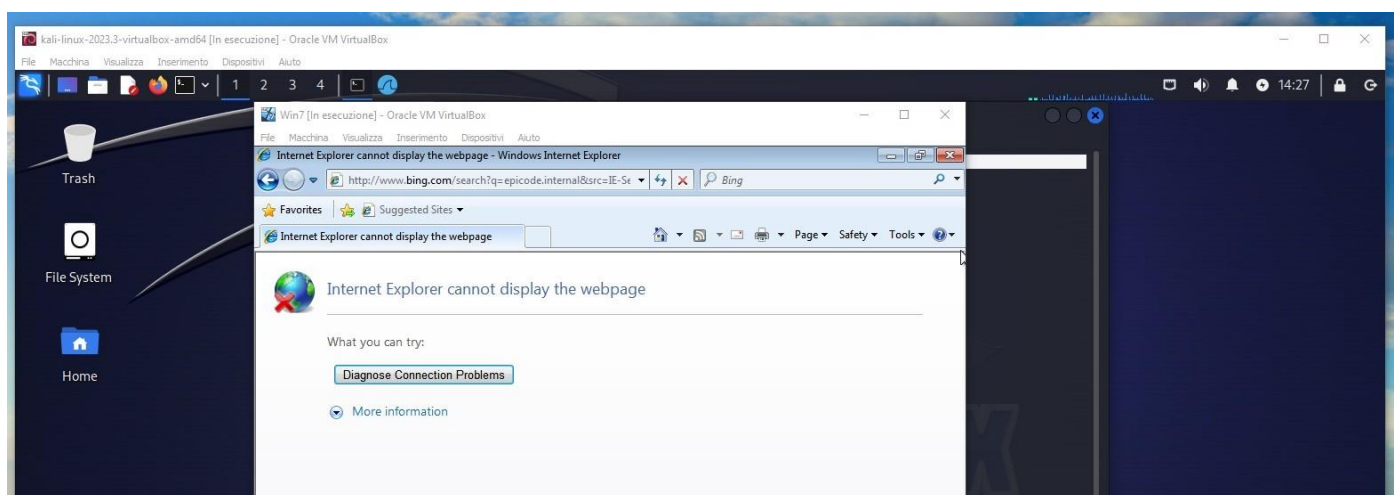 kali-linux-2023.3-virtualbox-amd64 [In esecuzione] - Oracle VM VirtualBox
File Macchina Visualizza Inserimento Dispositivi Aiuto
1 2 3 4 14:27
Win7 [In esecuzione] - Oracle VM VirtualBox
File Macchina Visualizza Inserimento Dispositivi Aiuto
Internet Explorer cannot display the webpage - Windows Internet Explorer
http://www.bing.com/search?q=epicode.internal&src=IE-Se Bing
Favorites Suggested Sites
Internet Explorer cannot display the webpage Page Safety Tools
Trash
File System
Home
Internet Explorer cannot display the webpage
What you can try:
Diagnose Connection Problems
More information